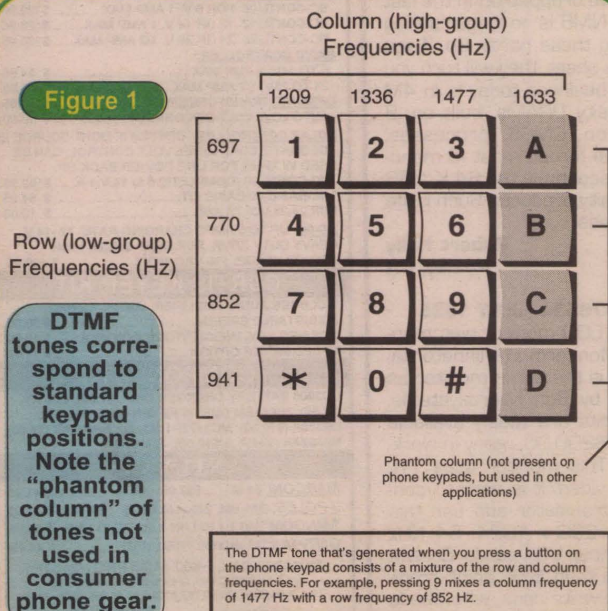 Column (high-group)
Frequencies (Hz)
Figure 1
1209 1336 1477 1633
697 1 2 3 A
770 4 5 6 B
Row (low-group)
Frequencies (Hz)
852 7 8 9 C
941 * 0 # D
DTMF
tones corre-
spond to
standard
keypad
positions.
Note the
“phantom
column” of
tones not
used in
consumer
phone gear.
Phantom column (not present on
phone keypads, but used in other
applications)
The DTMF tone that's generated when you press a button on
the phone keypad consists of a mixture of the row and column
frequencies. For example, pressing 9 mixes a column frequency
of 1477 Hz with a row frequency of 852 Hz.